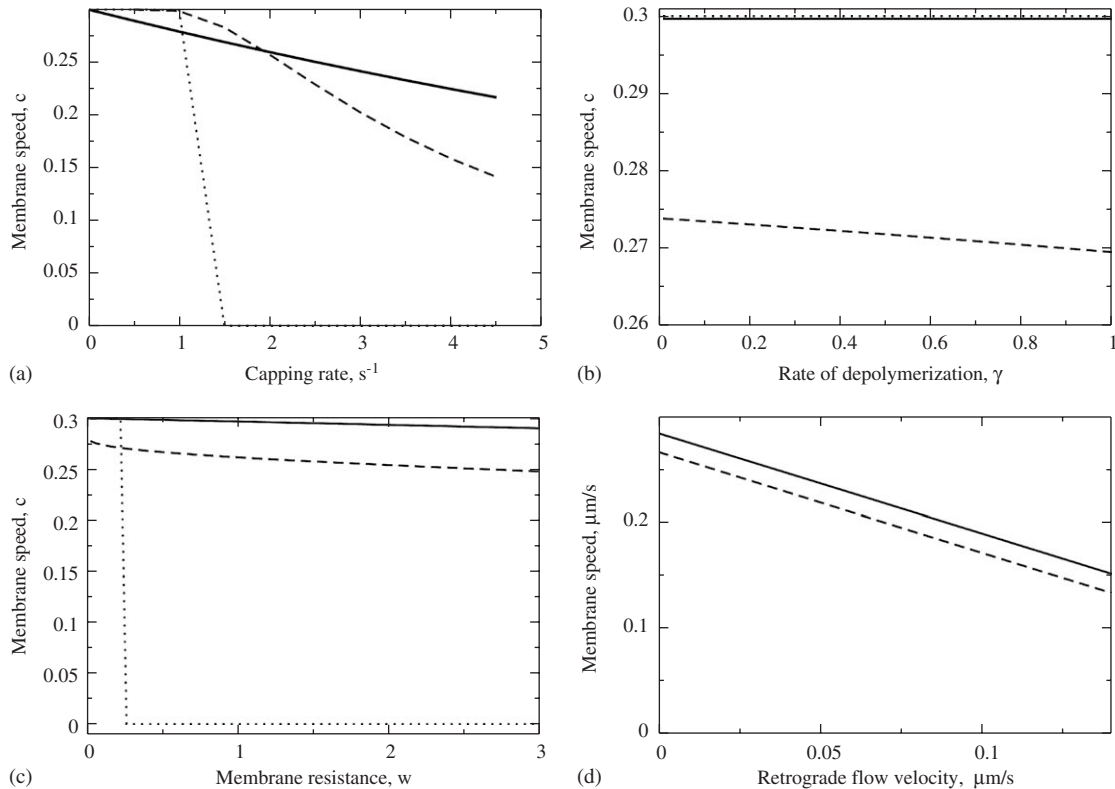 0.25
0.2
0.15
0.1
0.05
0
0 1 2 3 4 5
Membrane speed, c
(a) Capping rate, s-1
0.3
0.29
0.28
0.27
0.26
0 0.2 0.4 0.6 0.8 1
Membrane speed, c
(b) Rate of depolymerization, γ
0.3
0.25
0.2
0.15
0.1
0.05
0
0 1 2 3
Membrane speed, c
(c) Membrane resistance, w
0.2
0.1
0
0 0.05 0.1
Membrane speed, μm/s
(d) Retrograde flow velocity, μm/s